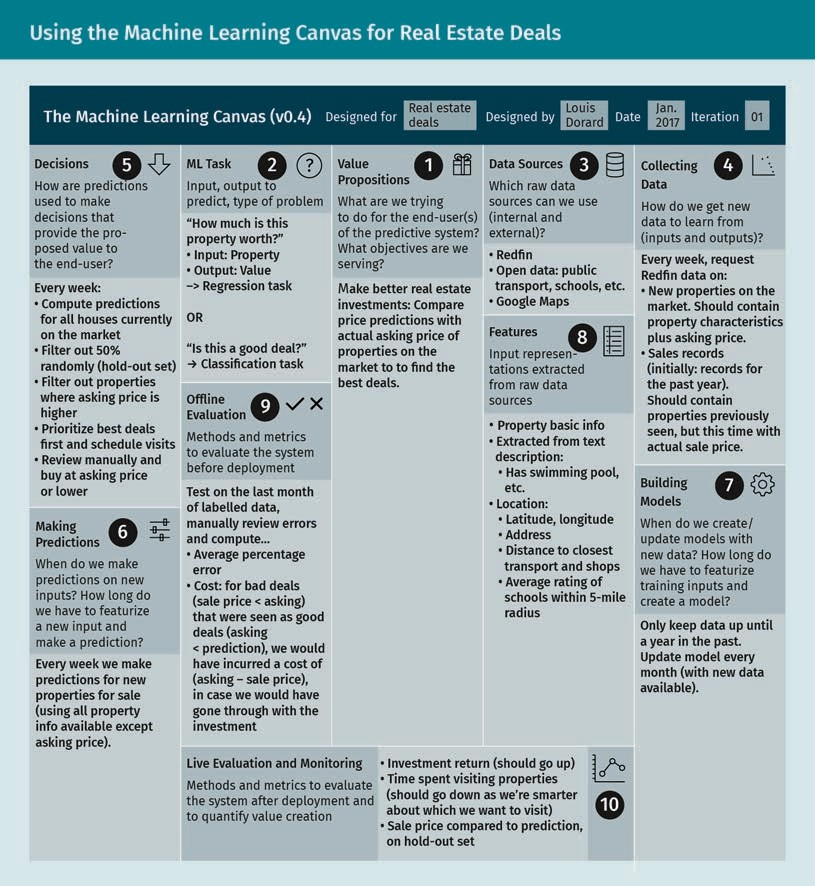 Using the Machine Learning Canvas for Real Estate Deals
The Machine Learning Canvas (v0.4)
Designed for
Real estate
deals
Designed by
Louis
Dorard
Date
Jan.
2017
Iteration
01
Decisions
5
How are predictions
used to make
decisions that
provide the pro-
posed value to
the end-user?
Every week:
• Compute predictions
for all houses currently
on the market
• Filter out 50%
randomly (hold-out set)
• Filter out properties
where asking price is
higher
• Prioritize best deals
first and schedule visits
• Review manually and
buy at asking price
or lower
Making
Predictions
6
When do we make
predictions on new
inputs? How long do
we have to featurize
a new input and
make a prediction?
Every week we make
predictions for new
properties for sale
(using all property
info available except
asking price).
ML Task
2
?
Input, output to
predict, type of problem
“How much is this
property worth?”
• Input: Property
• Output: Value
–> Regression task
OR
“Is this a good deal?”
→ Classification task
Offline
Evaluation
9
Methods and metrics
to evaluate the system
before deployment
Test on the last month
of labelled data,
manually review errors
and compute...
• Average percentage
error
• Cost: for bad deals
(sale price < asking)
that were seen as good
deals (asking
< prediction), we would
have incurred a cost of
(asking – sale price),
in case we would have
gone through with the
investment
Value
Propositions
1
What are we trying
to do for the end-user(s)
of the predictive system?
What objectives are we
serving?
Make better real estate
investments: Compare
price predictions with
actual asking price of
properties on the
market to to find the
best deals.
Data Sources
3
Which raw data
sources can we use
(internal and
external)?
• Redfin
• Open data: public
transport, schools, etc.
• Google Maps
Features
8
Input represen-
tations extracted
from raw data
sources
• Property basic info
• Extracted from text
description:
• Has swimming pool,
etc.
• Location:
• Latitude, longitude
• Address
• Distance to closest
transport and shops
• Average rating of
schools within 5-mile
radius
Collecting
Data
4
How do we get new
data to learn from
(inputs and outputs)?
Every week, request
Redfin data on:
• New properties on the
market. Should contain
property characteristics
plus asking price.
• Sales records
(initially: records for
the past year).
Should contain
properties previously
seen, but this time with
actual sale price.
Building
Models
7
When do we create/
update models with
new data? How long do
we have to featurize
training inputs and
create a model?
Only keep data up until
a year in the past.
Update model every
month (with new data
available).
Live Evaluation and Monitoring
Methods and metrics to evaluate
the system after deployment and
to quantify value creation
• Investment return (should go up)
• Time spent visiting properties
(should go down as we’re smarter
about which we want to visit)
• Sale price compared to prediction,
on hold-out set
10